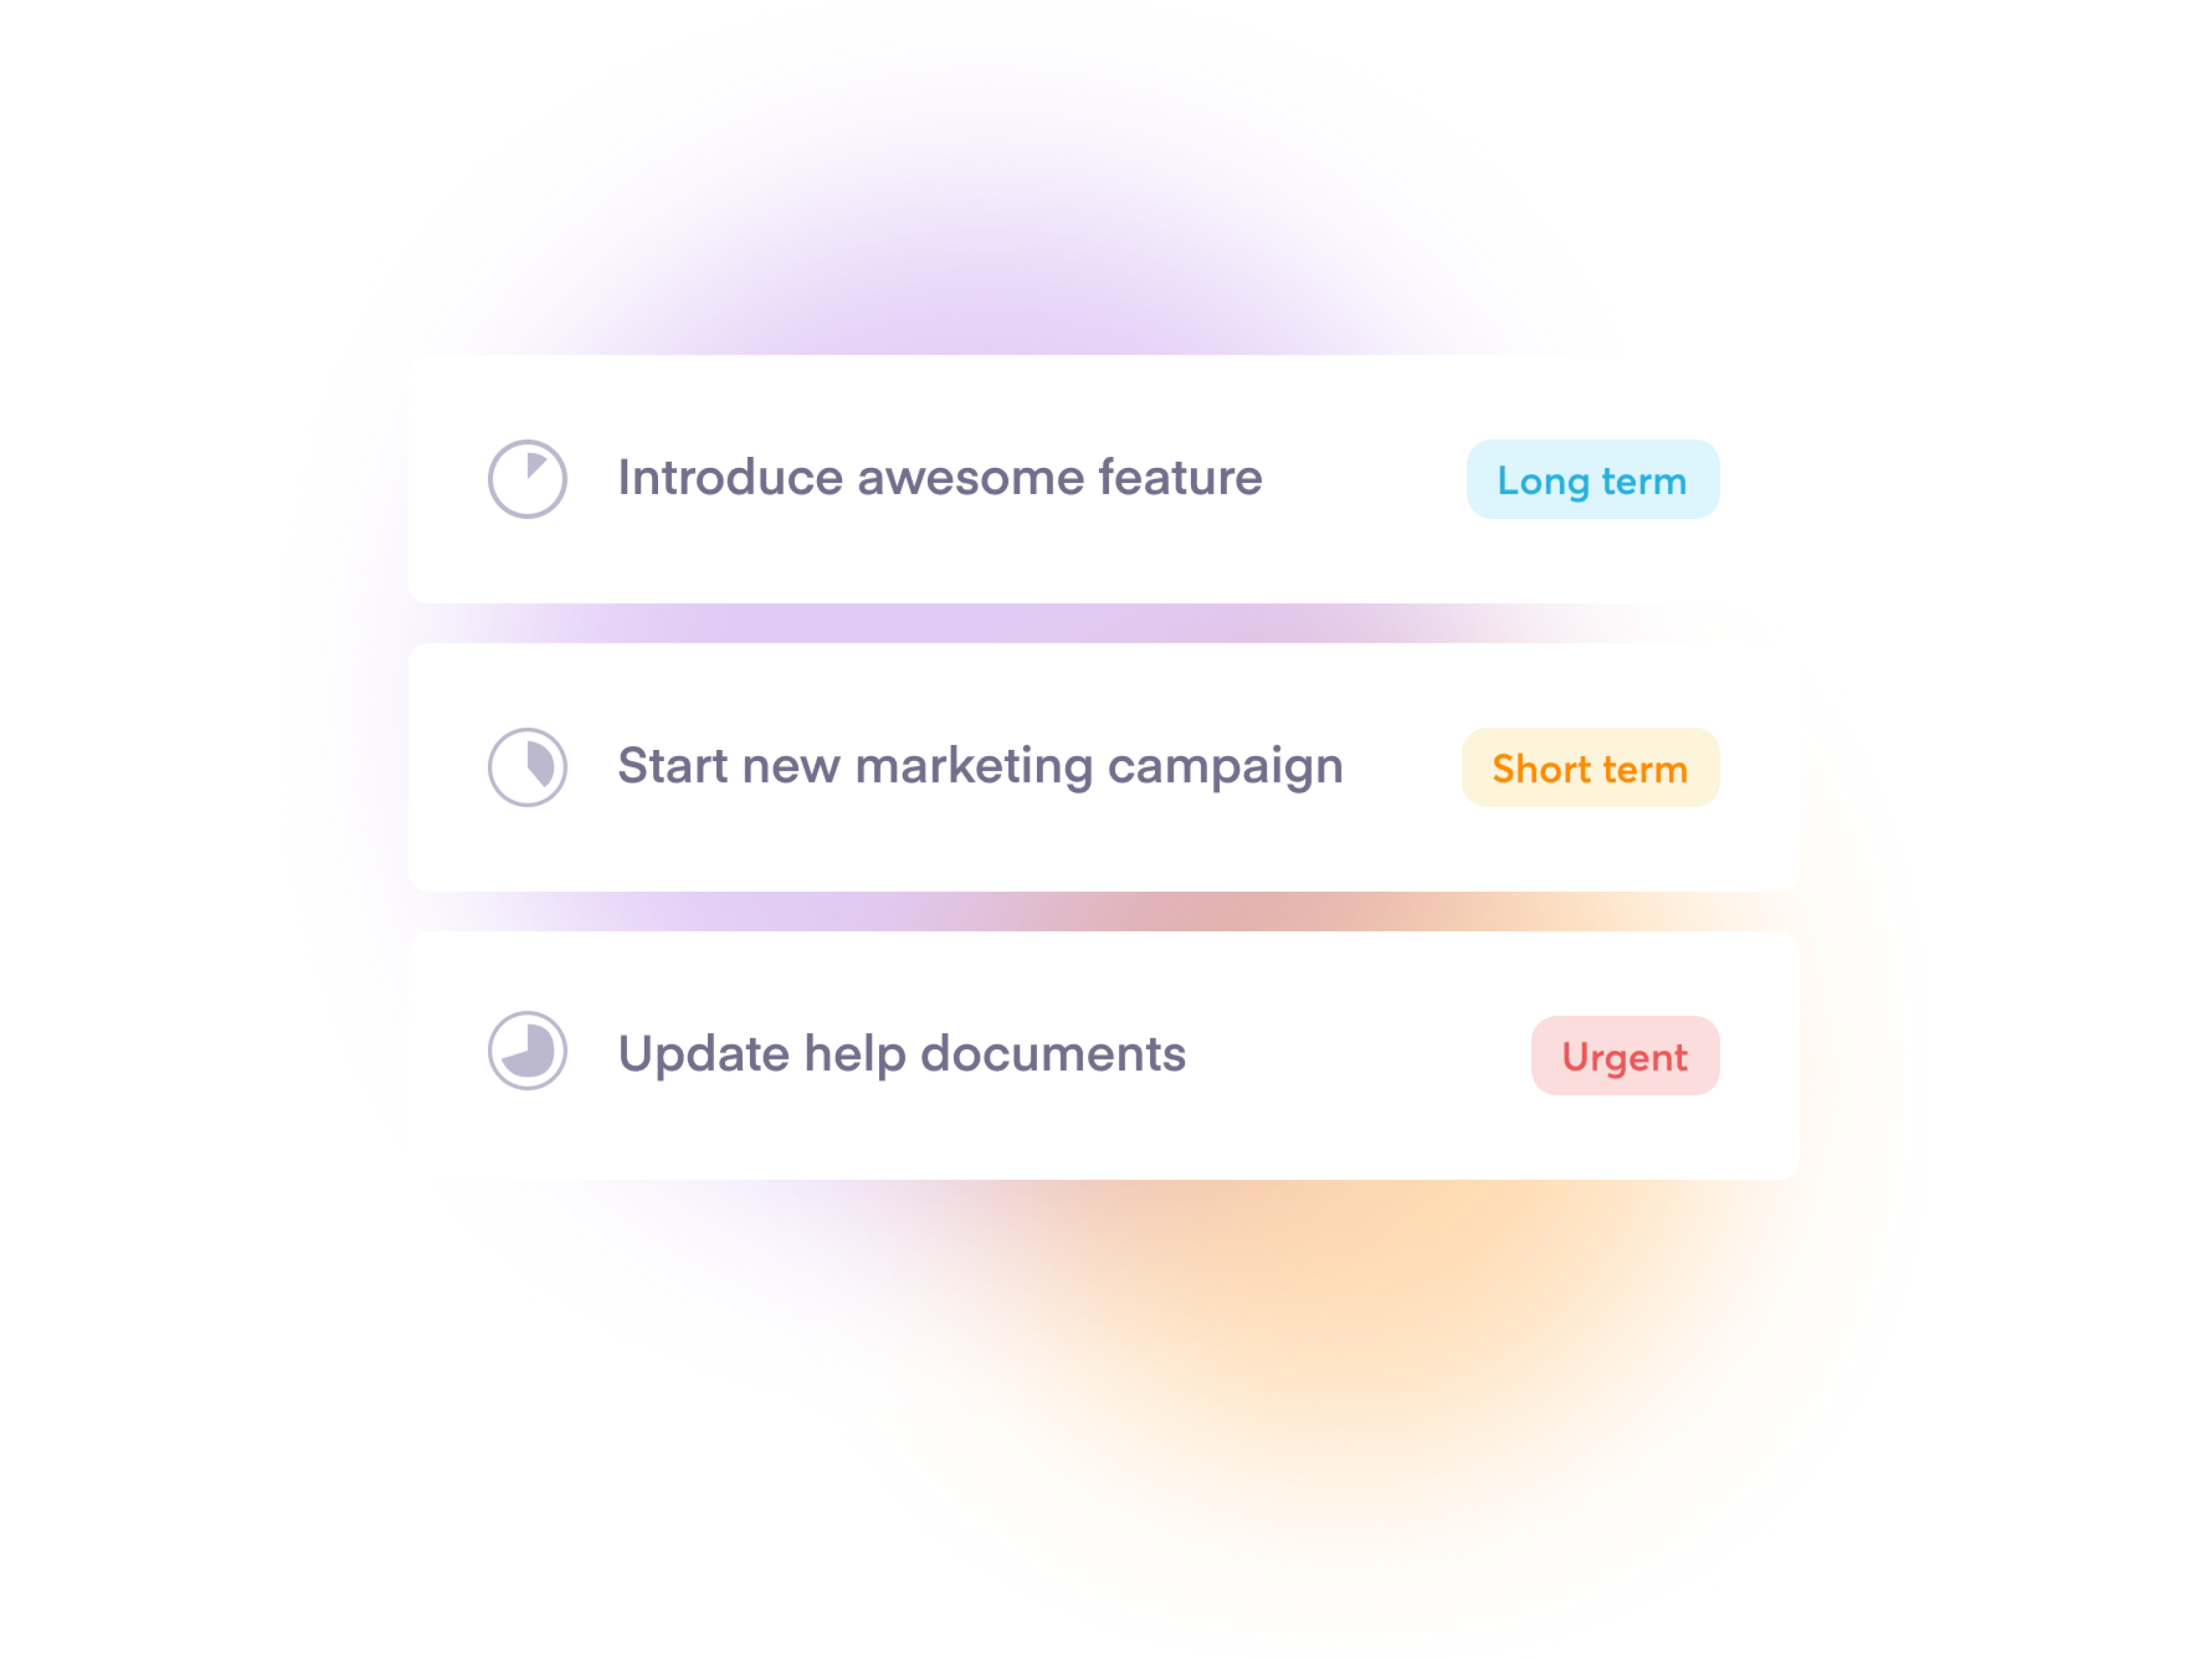 Introduce awesome feature
Long term
Start new marketing campaign
Short term
Update help documents
Urgent